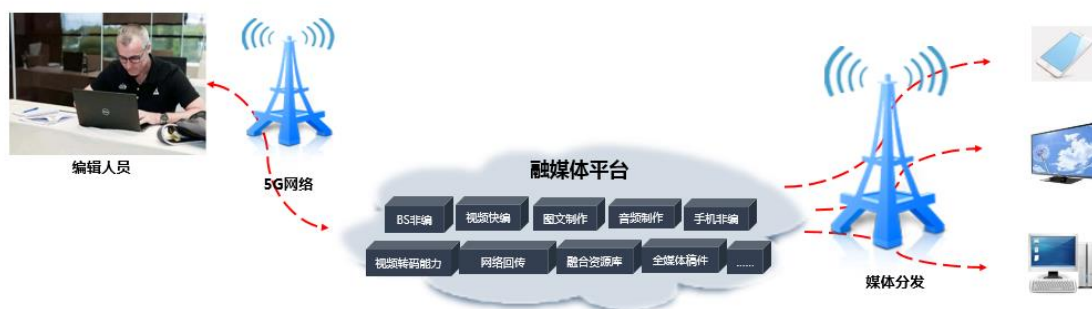 编辑人员
5G网络
融媒体平台
BS非编
视频快编
图文制作
音频制作
手机非编
视频转码能力
网络回传
融合资源库
全媒体稿件
......
媒体分发